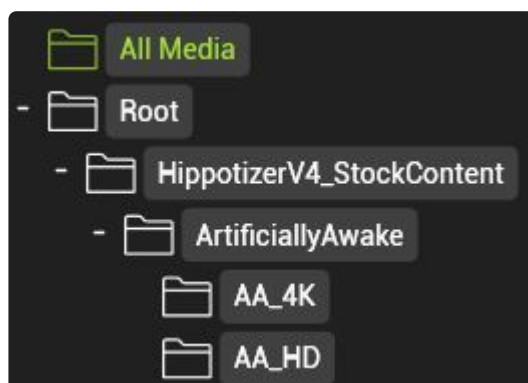 All Media
- Root
- HippotizerV4_StockContent
- ArtificiallyAwake
AA_4K
AA_HD